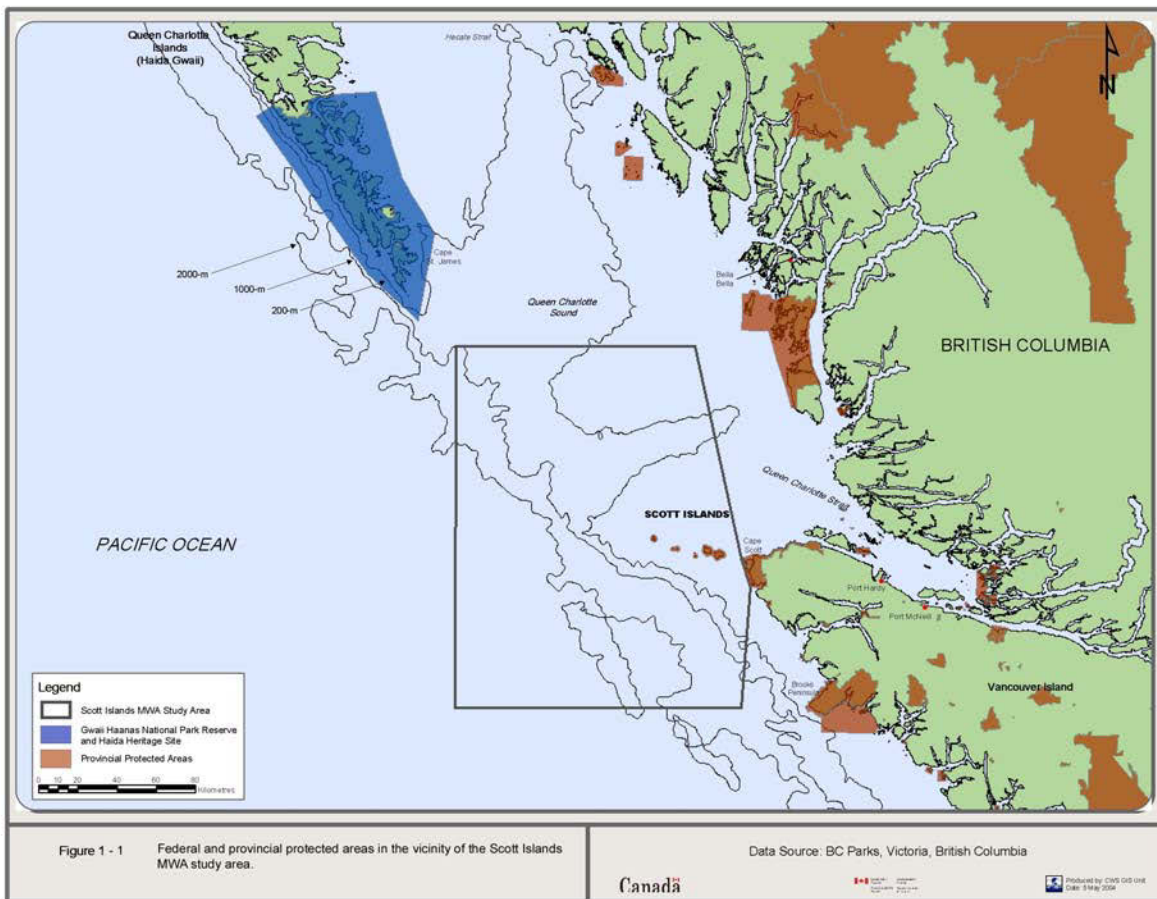 Queen Charlotte
Islands
(Haida Gwaii)
Hecate Strait
N
2000-m
1000-m
200-m
Cape
St. James
Queen Charlotte
Sound
Bella
Bella
BRITISH COLUMBIA
PACIFIC OCEAN
SCOTT ISLANDS
Queen Charlotte Strait
Cape
Scott
Port Hardy
Port McNeill
Brooks
Peninsula
Vancouver Island
Legend
Scott Islands MWA Study Area
Gwaii Haanas National Park Reserve
and Haida Heritage Site
Provincial Protected Areas
0 10 20 40 60 80
Kilometres
Figure 1 - 1 Federal and provincial protected areas in the vicinity of the Scott Islands
MWA study area.
Data Source: BC Parks, Victoria, British Columbia
Canada
Produced by: CWS GIS Unit
Date: 5 May 2004